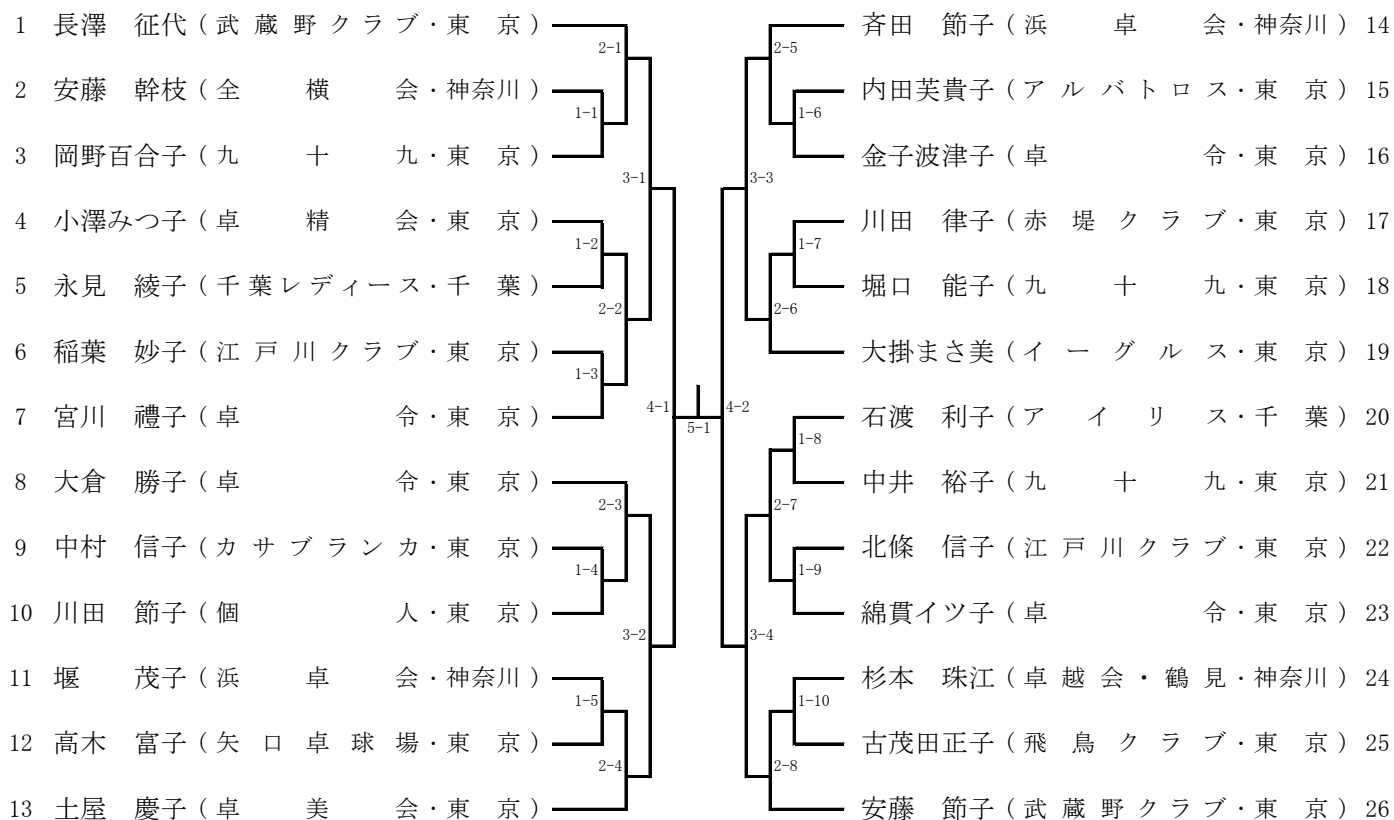 1 長澤 征代 ( 武蔵野クラブ・東京 )
2-1
2 安藤 幹枝 ( 全横会・神奈川 )
1-1
3 岡野百合子 ( 九十九・東京 )
3-1
4 小澤みつ子 ( 卓精会・東京 )
1-2
5 永見 綾子 ( 千葉レディース・千葉 )
2-2
6 稲葉 妙子 ( 江戸川クラブ・東京 )
1-3
7 宮川 禮子 ( 卓令・東京 )
4-1
8 大倉 勝子 ( 卓令・東京 )
2-3
9 中村 信子 ( カサブランカ・東京 )
1-4
10 川田 節子 ( 個人・東京 )
3-2
11 堰 茂子 ( 浜卓会・神奈川 )
1-5
12 高木 富子 ( 矢口卓球場・東京 )
2-4
13 土屋 慶子 ( 卓美会・東京 )
5-1
斉田 節子 ( 浜卓会・神奈川 ) 14
2-5
内田芙貴子 ( アルバトロス・東京 ) 15
1-6
金子波津子 ( 卓令・東京 ) 16
3-3
川田 律子 ( 赤堤クラブ・東京 ) 17
1-7
堀口 能子 ( 九十九・東京 ) 18
2-6
大掛まさ美 ( イーグルス・東京 ) 19
4-2
石渡 利子 ( アイリス・千葉 ) 20
1-8
中井 裕子 ( 九十九・東京 ) 21
2-7
北條 信子 ( 江戸川クラブ・東京 ) 22
1-9
綿貫イツ子 ( 卓令・東京 ) 23
3-4
杉本 珠江 ( 卓越会・鶴見・神奈川 ) 24
1-10
古茂田正子 ( 飛鳥クラブ・東京 ) 25
2-8
安藤 節子 ( 武蔵野クラブ・東京 ) 26